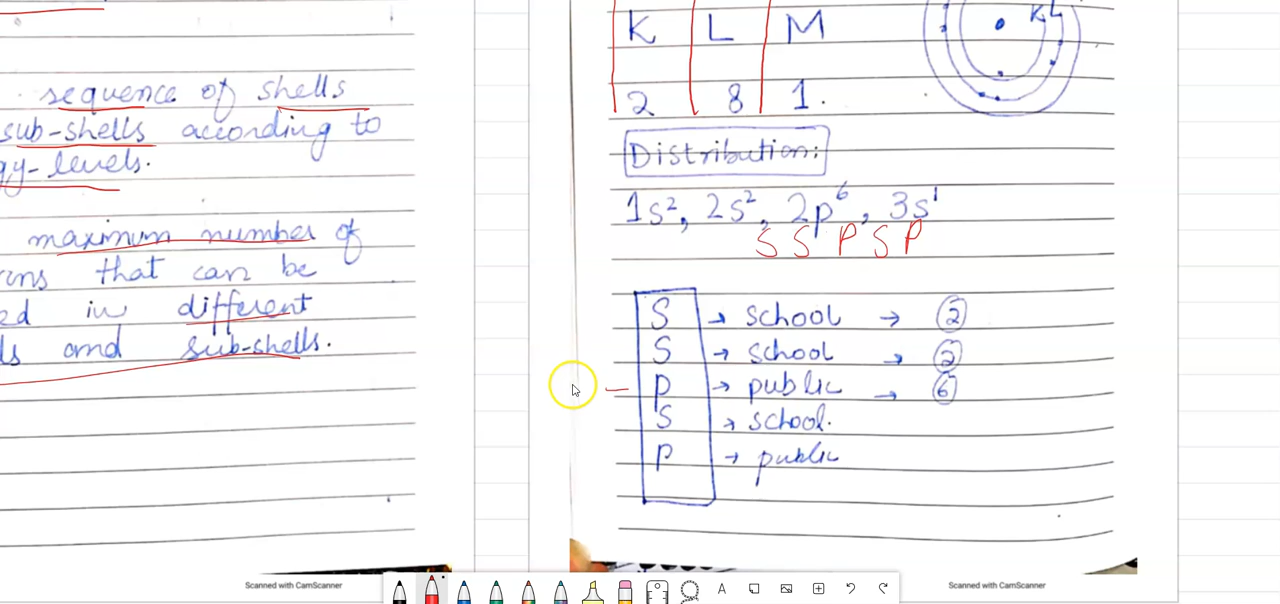 sequence of shells
sub-shells according to
gy-levels.
maximum number of
ons that can be
ed in different
ls and sub-shells.
Scanned with CamScanner
K L M
K L
2 8 1.
Distribution:
1s², 2s², 2p⁶, 3s¹
S S P S P
S → school → 2
S → school → 2
P → public → 6
S → school.
P → public
Scanned with CamScanner
A